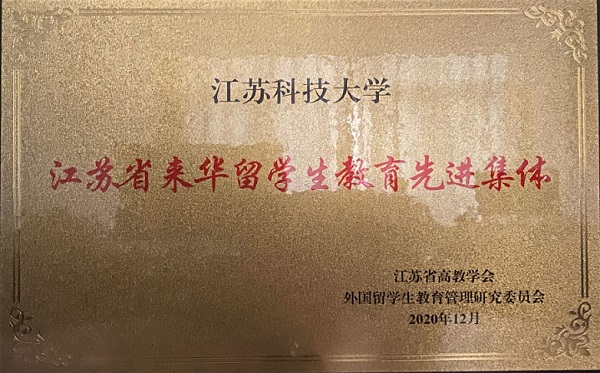 江苏科技大学
江苏省来华留学生教育先进集体
江苏省高教学会
外国留学生教育管理研究委员会
2020年12月